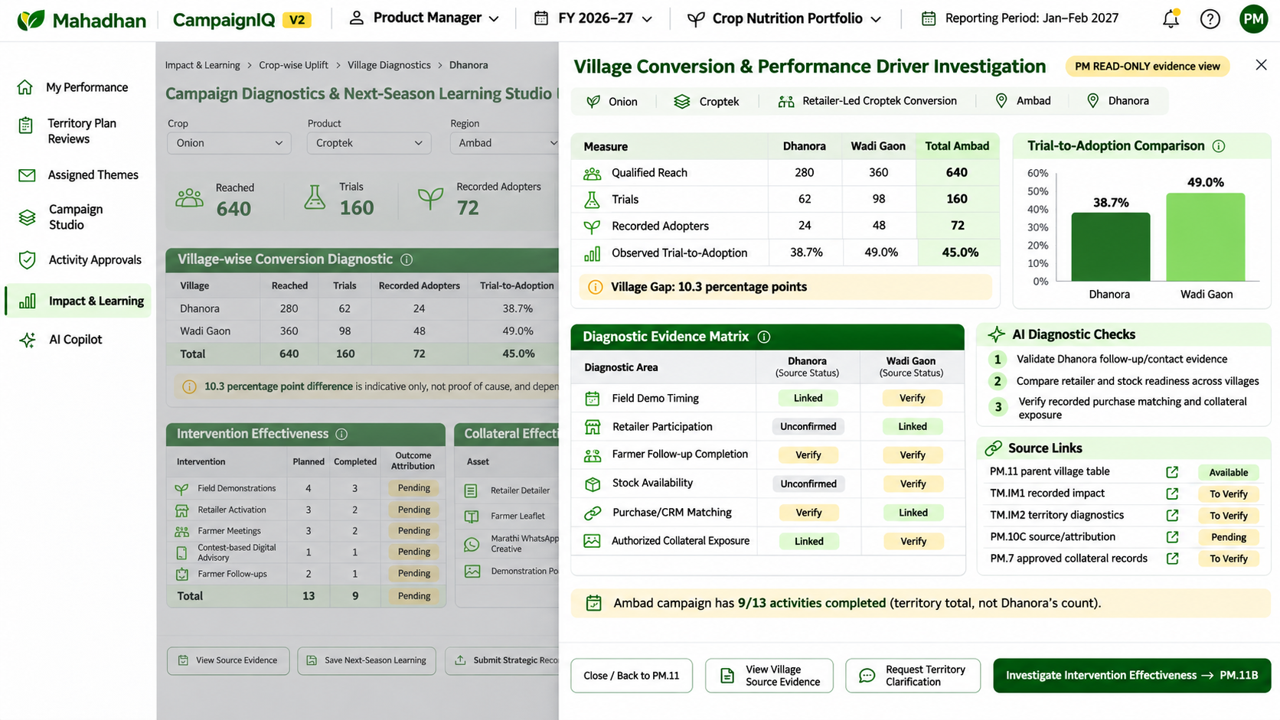 Mahadhan
CampaignIQ V2
Product Manager
FY 2026–27
Crop Nutrition Portfolio
Reporting Period: Jan–Feb 2027
PM
My Performance
Territory Plan
Reviews
Assigned Themes
Campaign
Studio
Activity Approvals
Impact & Learning
AI Copilot
Impact & Learning > Crop-wise Uplift > Village Diagnostics > Dhanora
Campaign Diagnostics & Next-Season Learning Studio
Crop Product Region
Onion Croptek Ambad
Reached
640
Trials
160
Recorded Adopters
72
Village-wise Conversion Diagnostic
Village Reached Trials Recorded Adopters Trial-to-Adoption
Dhanora 280 62 24 38.7%
Wadi Gaon 360 98 48 49.0%
Total 640 160 72 45.0%
10.3 percentage point difference is indicative only, not proof of cause, and depen
Intervention Effectiveness
Intervention Planned Completed Outcome
Attribution
Field Demonstrations 4 3 Pending
Retailer Activation 3 2 Pending
Farmer Meetings 3 2 Pending
Contest-based Digital
Advisory 1 1 Pending
Farmer Follow-ups 2 1 Pending
Total 13 9 Pending
Collateral Effecti
Asset
Retailer Detailer
Farmer Leaflet
Marathi WhatsApp
Creative
Demonstration Po
View Source Evidence
Save Next-Season Learning
Submit Strategic Reco
Village Conversion & Performance Driver Investigation
PM READ-ONLY evidence view
Onion
Croptek
Retailer-Led Croptek Conversion
Ambad
Dhanora
Measure Dhanora Wadi Gaon Total Ambad
Qualified Reach 280 360 640
Trials 62 98 160
Recorded Adopters 24 48 72
Observed Trial-to-Adoption 38.7% 49.0% 45.0%
Village Gap: 10.3 percentage points
Trial-to-Adoption Comparison
60%
50%
40%
30%
20%
10%
0%
38.7%
49.0%
Dhanora Wadi Gaon
Diagnostic Evidence Matrix
Diagnostic Area Dhanora
(Source Status) Wadi Gaon
(Source Status)
Field Demo Timing Linked Verify
Retailer Participation Unconfirmed Linked
Farmer Follow-up Completion Verify Verify
Stock Availability Unconfirmed Verify
Purchase/CRM Matching Verify Linked
Authorized Collateral Exposure Linked Verify
AI Diagnostic Checks
1 Validate Dhanora follow-up/contact evidence
2 Compare retailer and stock readiness across villages
3 Verify recorded purchase matching and collateral
exposure
Source Links
PM.11 parent village table Available
TM.IM1 recorded impact To Verify
TM.IM2 territory diagnostics To Verify
PM.10C source/attribution Pending
PM.7 approved collateral records To Verify
Ambad campaign has 9/13 activities completed (territory total, not Dhanora's count).
Close / Back to PM.11
View Village
Source Evidence
Request Territory
Clarification
Investigate Intervention Effectiveness → PM.11B